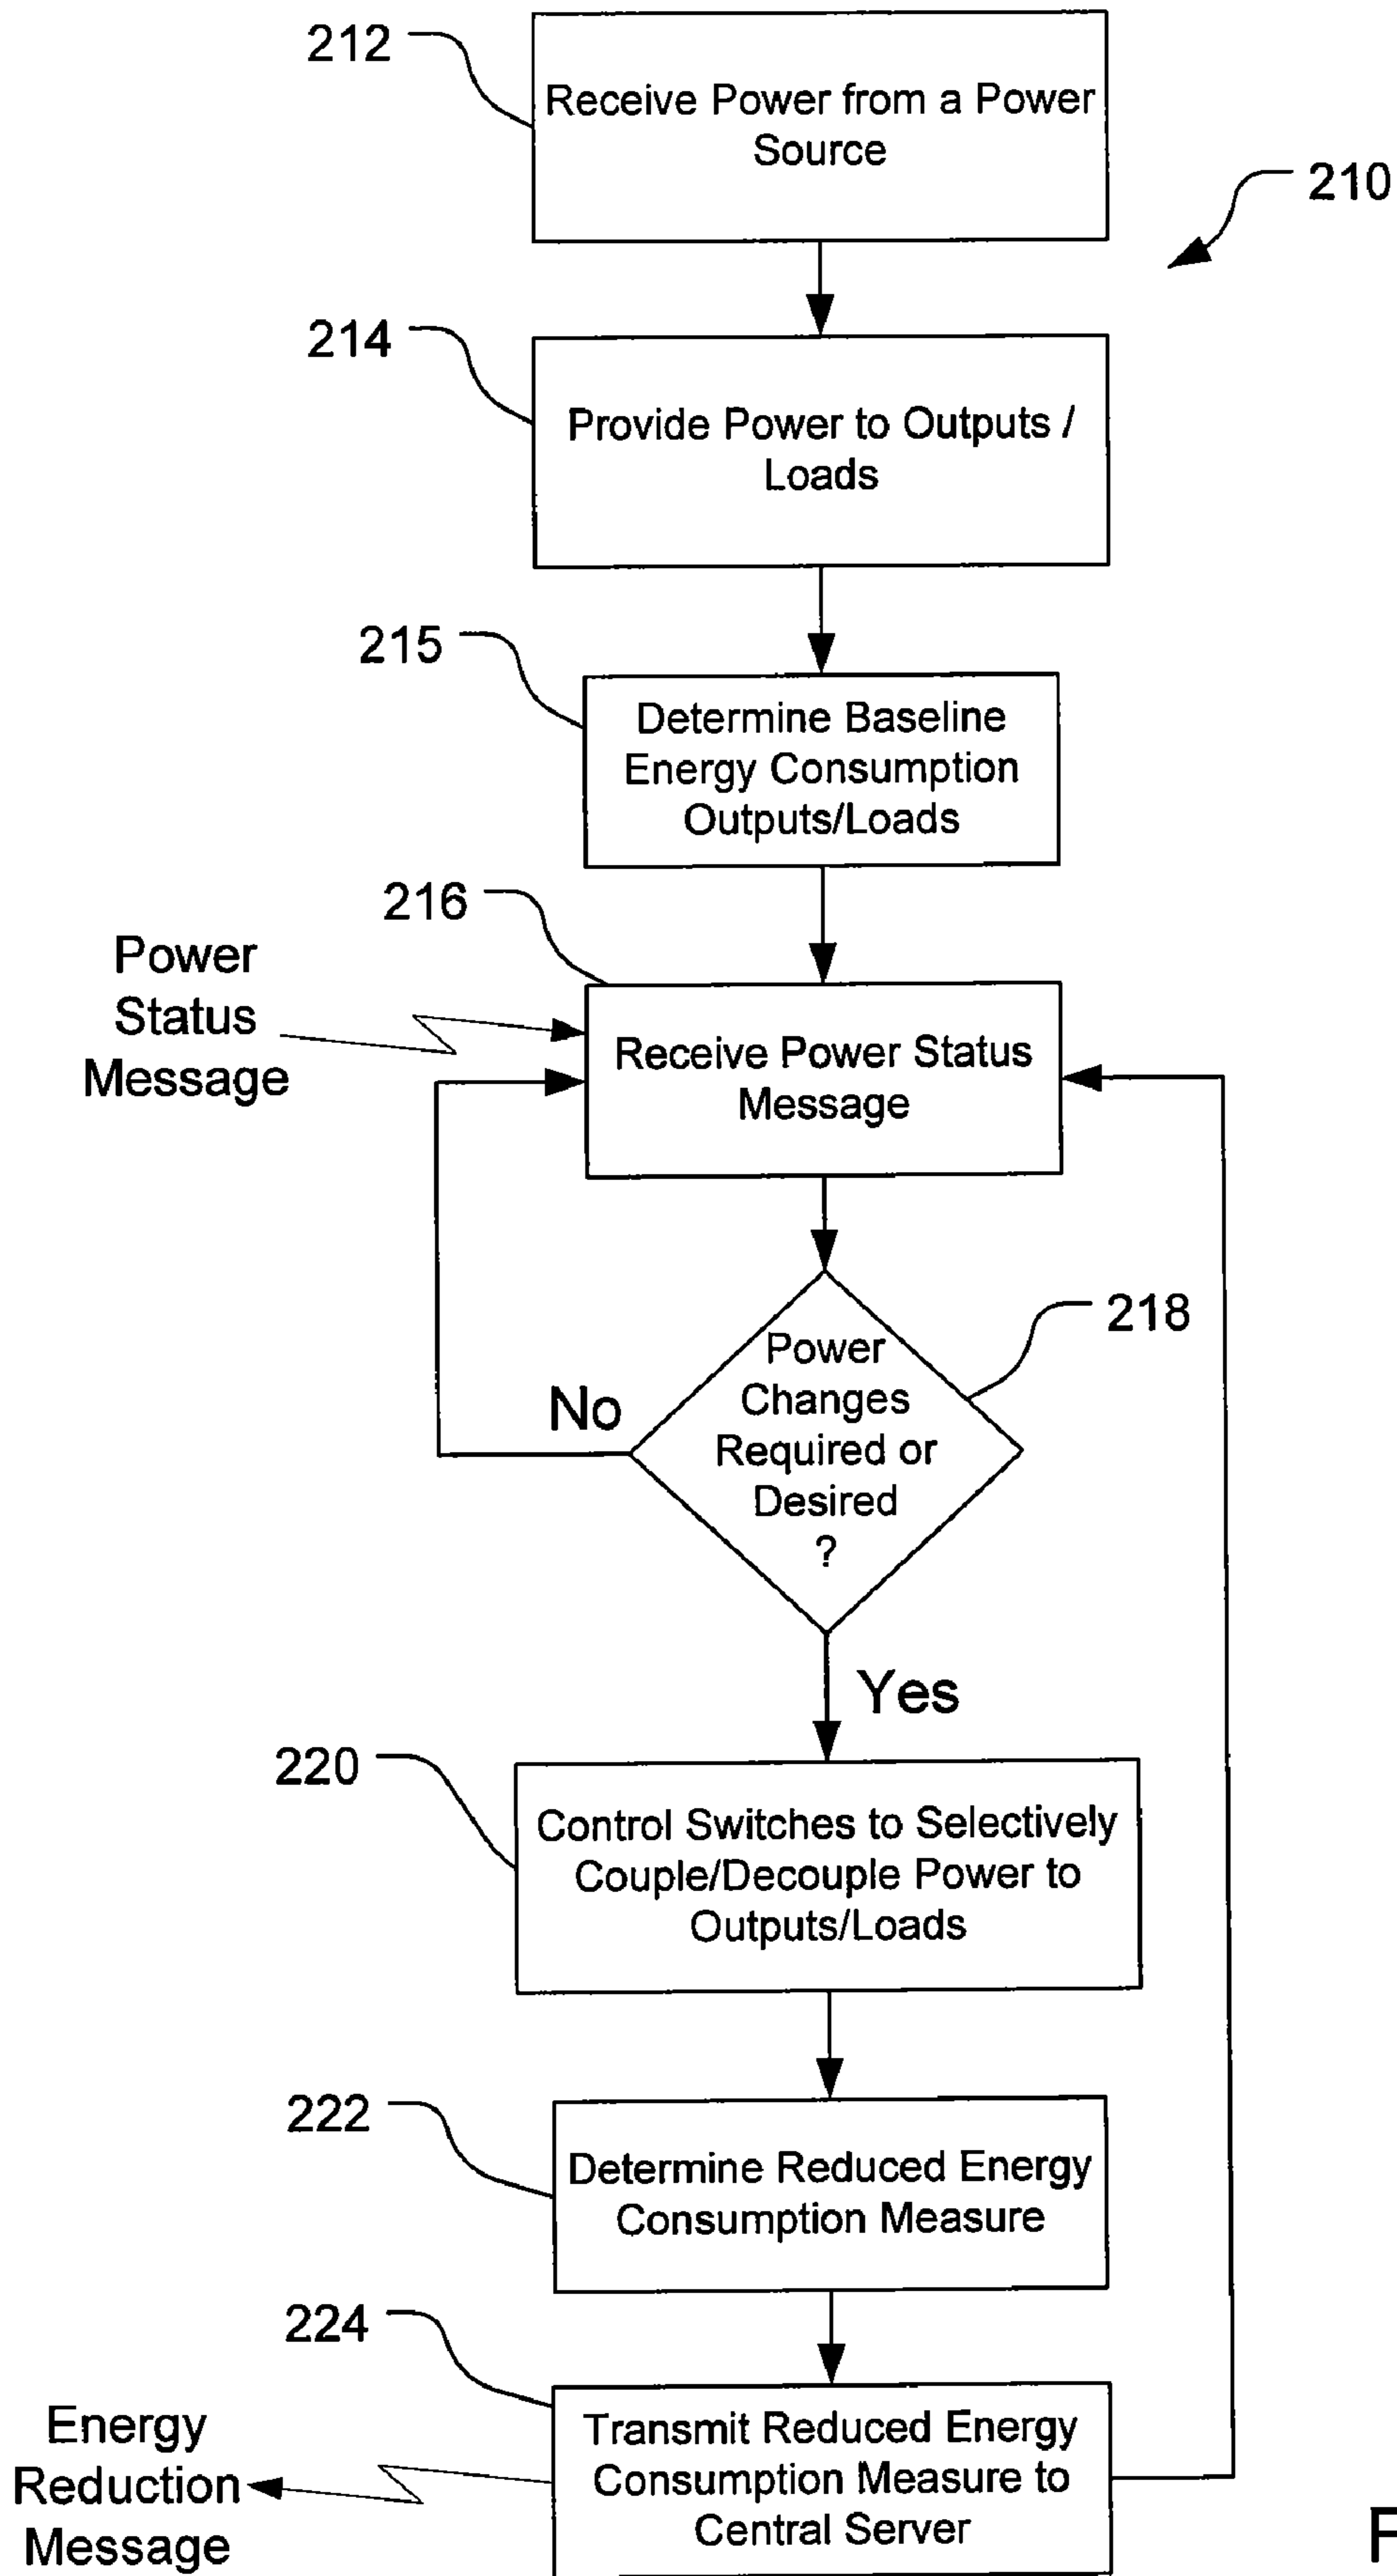 212
Receive Power from a Power
Source
210
214
Provide Power to Outputs /
Loads
215
Determine Baseline
Energy Consumption
Outputs/Loads
216
Power
Status
Message
Receive Power Status
Message
218
Power
Changes
Required or
Desired
?
No
Yes
220
Control Switches to Selectively
Couple/Decouple Power to
Outputs/Loads
222
Determine Reduced Energy
Consumption Measure
224
Energy
Reduction
Message
Transmit Reduced Energy
Consumption Measure to
Central Server